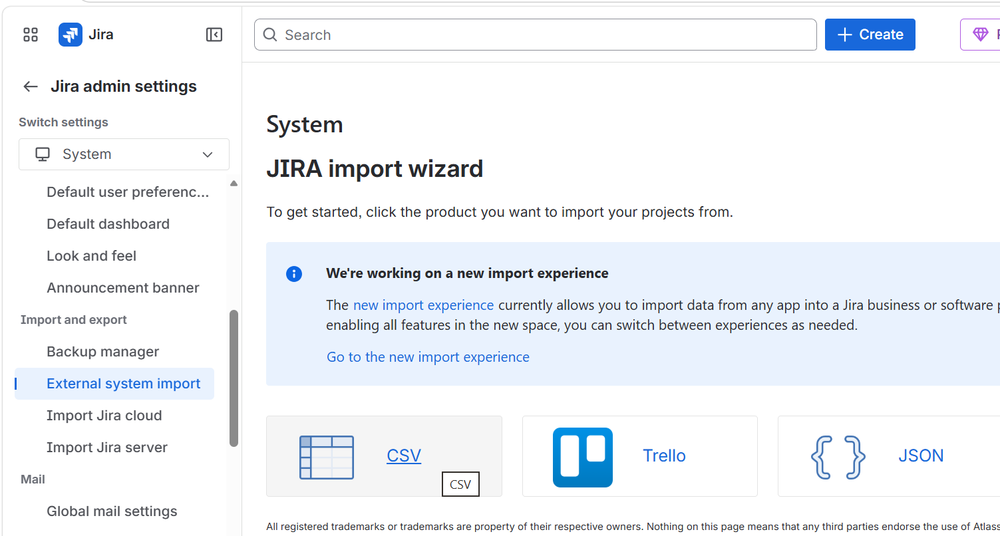 Jira
Search
Create
Jira admin settings
Switch settings
System
Default user preferenc...
Default dashboard
Look and feel
Announcement banner
Import and export
Backup manager
External system import
Import Jira cloud
Import Jira server
Mail
Global mail settings
System
JIRA import wizard
To get started, click the product you want to import your projects from.
We're working on a new import experience
The new import experience currently allows you to import data from any app into a Jira business or software
enabling all features in the new space, you can switch between experiences as needed.
Go to the new import experience
CSV
CSV
Trello
JSON
All registered trademarks or trademarks are property of their respective owners. Nothing on this page means that any third parties endorse the use of Atlass